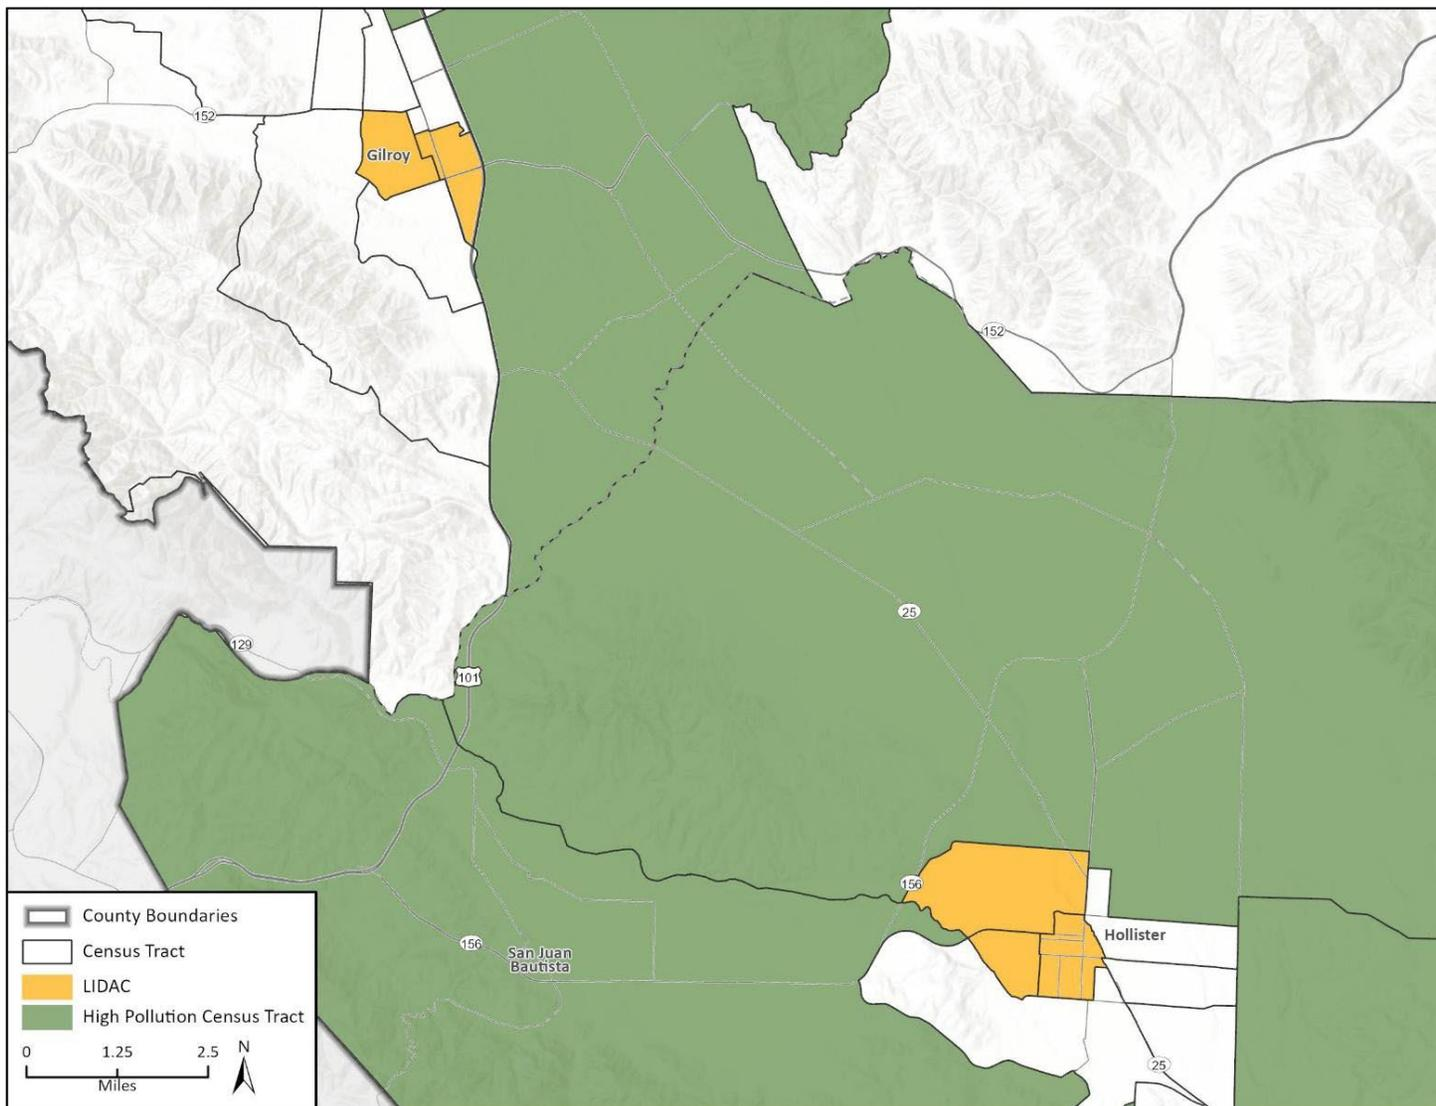 152
Gilroy
152
25
129
101
156
Hollister
156
San Juan
Bautista
25
County Boundaries
Census Tract
LIDAC
High Pollution Census Tract
0 1.25 2.5
Miles
N